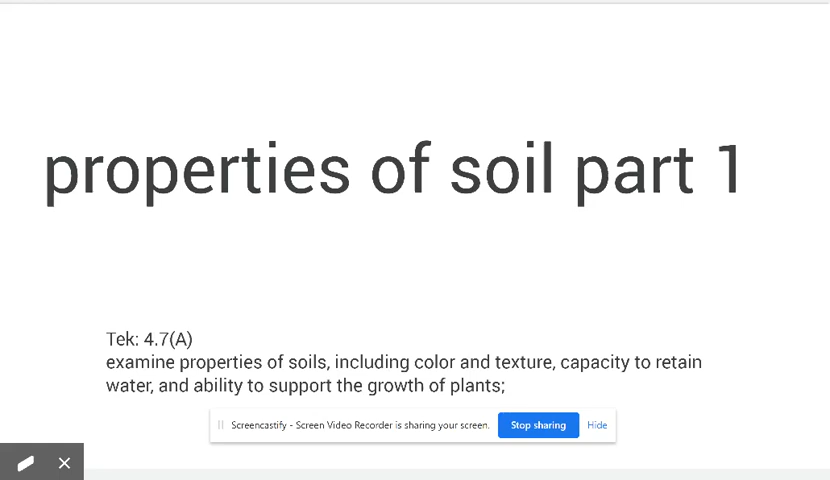 properties of soil part 1
Tek: 4.7(A)
examine properties of soils, including color and texture, capacity to retain
water, and ability to support the growth of plants;
Screencastify - Screen Video Recorder is sharing your screen. Stop sharing Hide